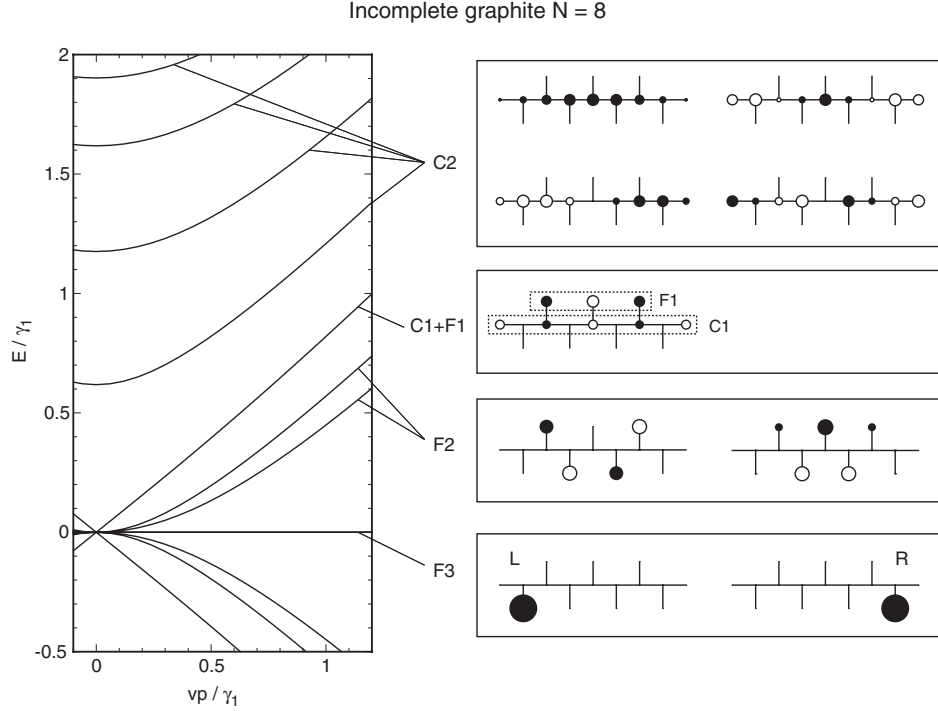 Incomplete graphite N = 8
2
1.5
1
0.5
0
-0.5
E / γ1
0
0.5
1
vp / γ1
C2
C1+F1
F2
F3
F1
C1
L
R